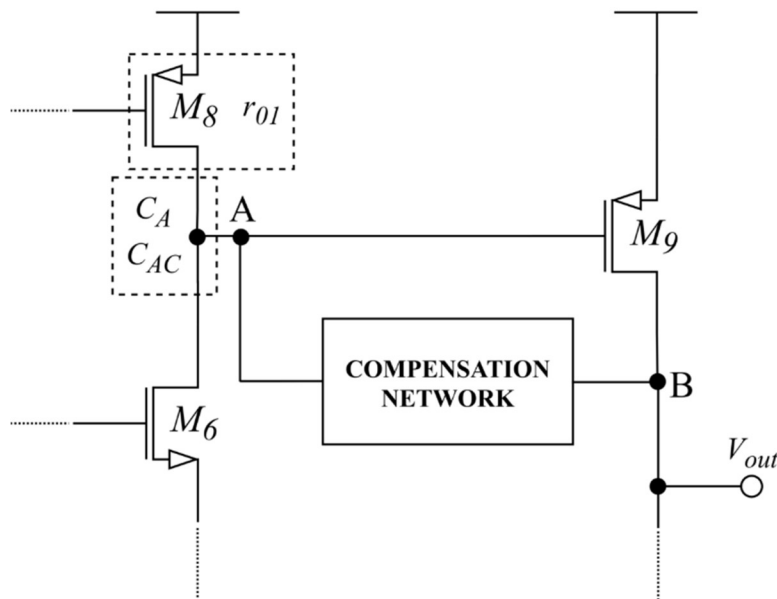 M8 r01
CA
A
CAC
M9
COMPENSATION
NETWORK
B
M6
Vout